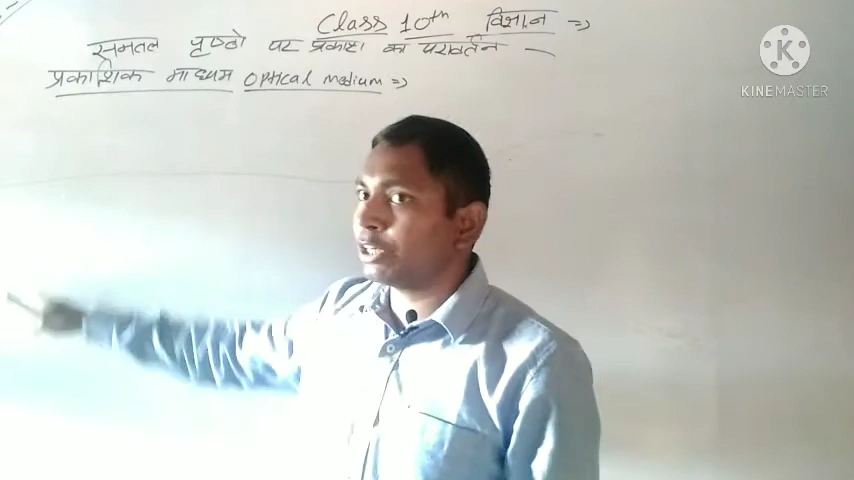 Class 10th विज्ञान ⇒
समतल पृष्ठो पर प्रकाश का परावर्तन -
प्रकाशिक माध्यम optical medium ⇒
KINEMASTER